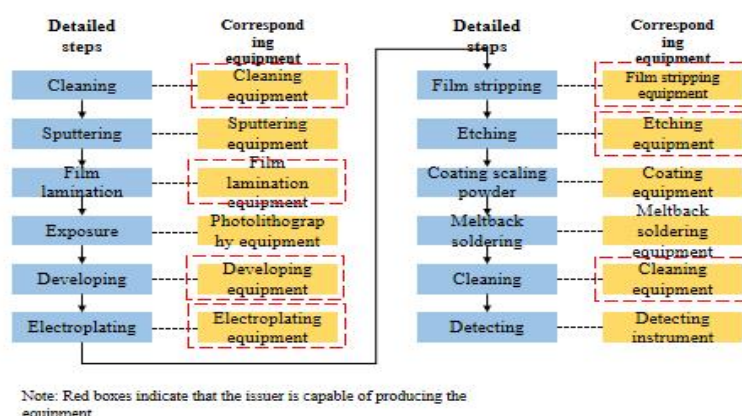 Detailed
steps
Correspond
ing
equipment
Cleaning
Cleaning
equipment
Sputtering
Sputtering
equipment
Film
lamination
Film
lamination
equipment
Exposure
Photolithograp
hy equipment
Developing
Developing
equipment
Electroplating
Electroplating
equipment
Detailed
steps
Correspond
ing
equipment
Film stripping
Film stripping
equipment
Etching
Etching
equipment
Coating scaling
powder
Coating
equipment
Meltback
soldering
Meltback
soldering
equipment
Cleaning
Cleaning
equipment
Detecting
Detecting
instrument
Note: Red boxes indicate that the issuer is capable of producing the
equipment